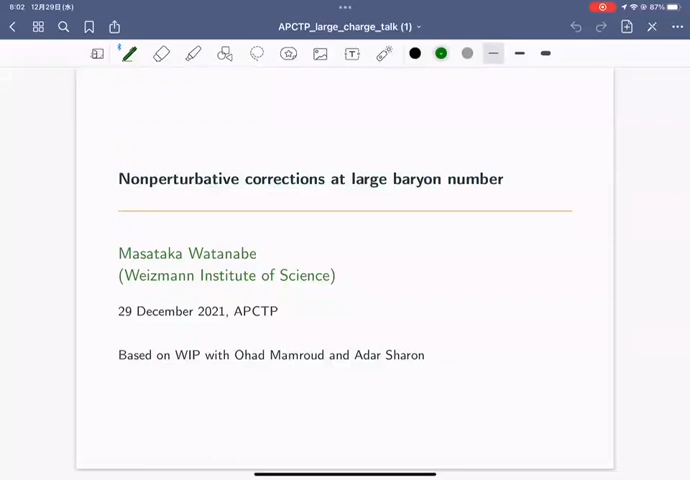 8:02 12月29日(水)
87%
APCTP_large_charge_talk (1)
Nonperturbative corrections at large baryon number
Masataka Watanabe
(Weizmann Institute of Science)
29 December 2021, APCTP
Based on WIP with Ohad Mamroud and Adar Sharon